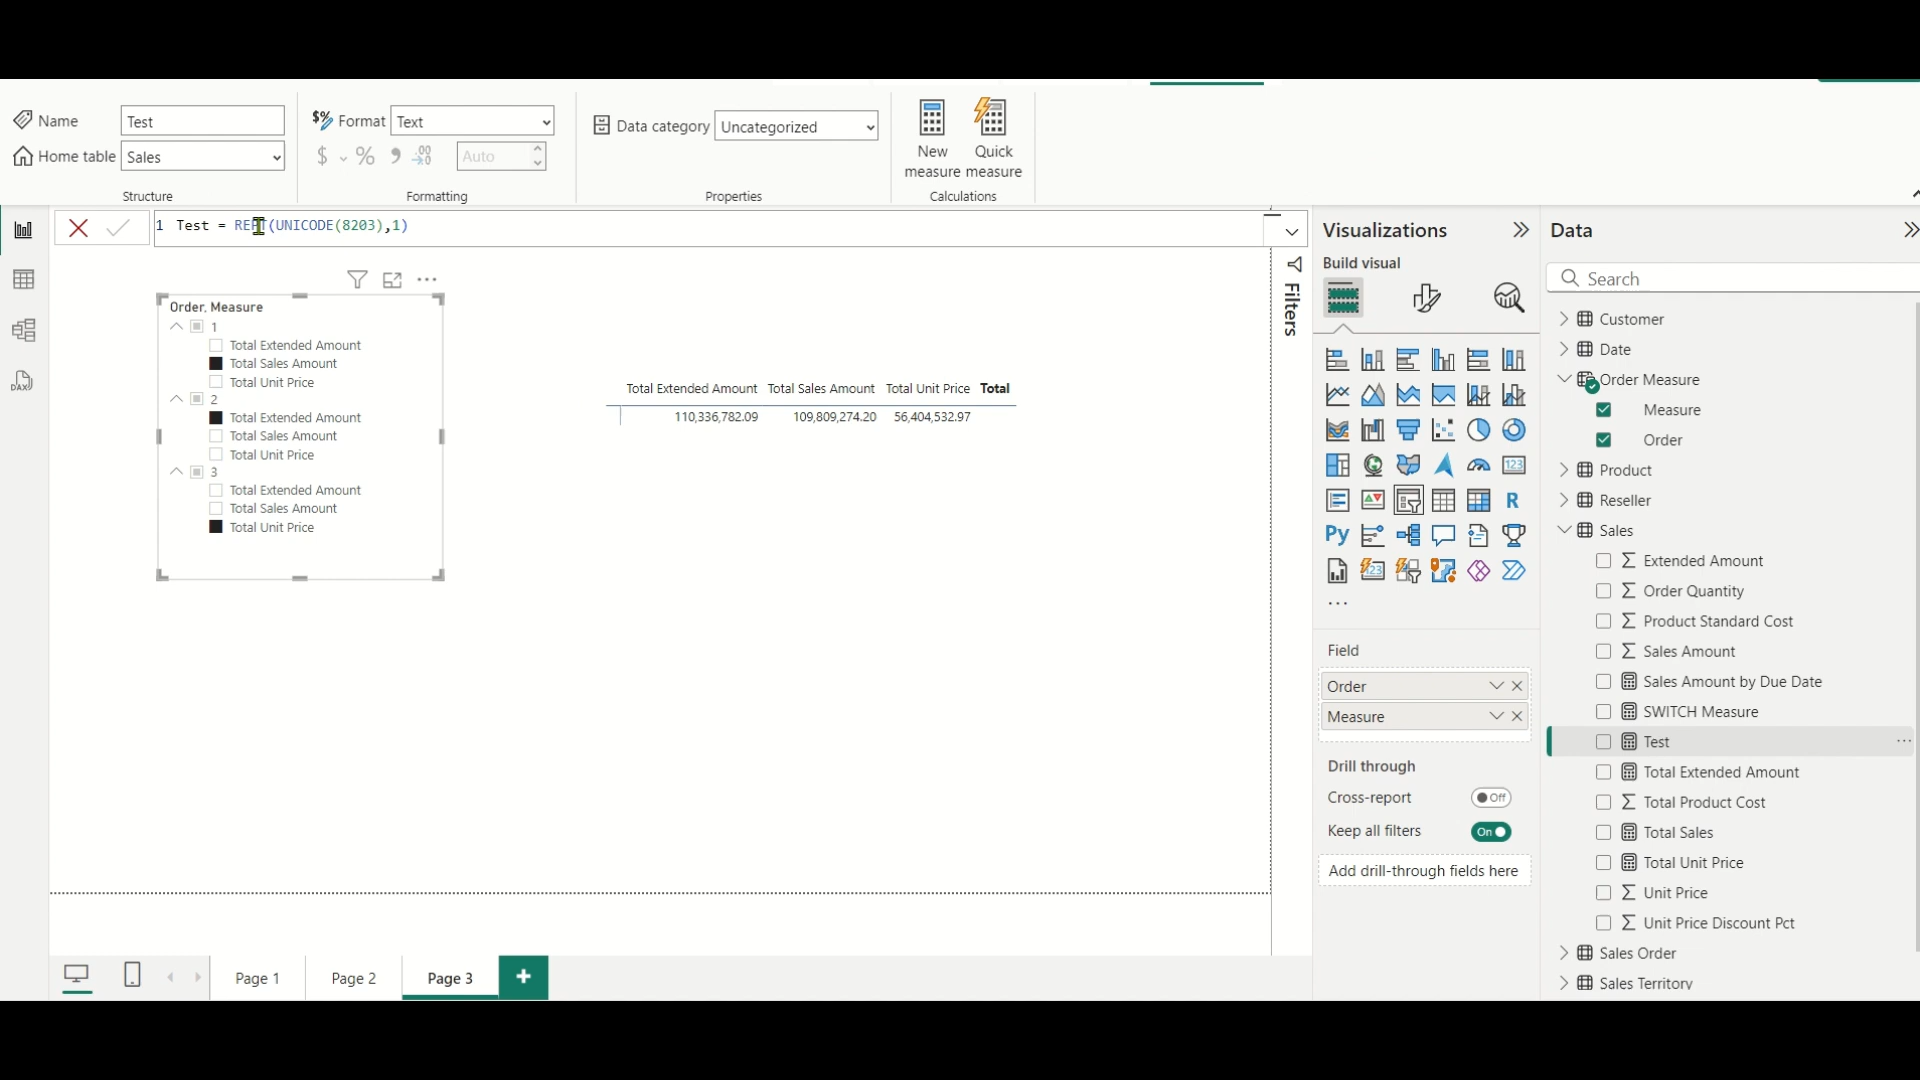 Name
Test
Home table
Sales
Structure
$% Format
Text
$ % , .00
Auto
Formatting
Data category
Uncategorized
Properties
New measure
Quick measure
Calculations
1 Test = REPT(UNICODE(8203),1)
Order, Measure
1
Total Extended Amount
Total Sales Amount
Total Unit Price
2
Total Extended Amount
Total Sales Amount
Total Unit Price
3
Total Extended Amount
Total Sales Amount
Total Unit Price
Total Extended Amount Total Sales Amount Total Unit Price Total
110,336,782.09 109,809,274.20 56,404,532.97
Filters
Visualizations
Build visual
123
R
Py
123
...
Field
Order
Measure
Drill through
Cross-report
Off
Keep all filters
On
Add drill-through fields here
Data
Search
Customer
Date
Order Measure
Measure
Order
Product
Reseller
Sales
Σ Extended Amount
Σ Order Quantity
Σ Product Standard Cost
Σ Sales Amount
Sales Amount by Due Date
SWITCH Measure
Test
Total Extended Amount
Σ Total Product Cost
Total Sales
Total Unit Price
Σ Unit Price
Σ Unit Price Discount Pct
Sales Order
Sales Territory
DAX
Page 1
Page 2
Page 3
+